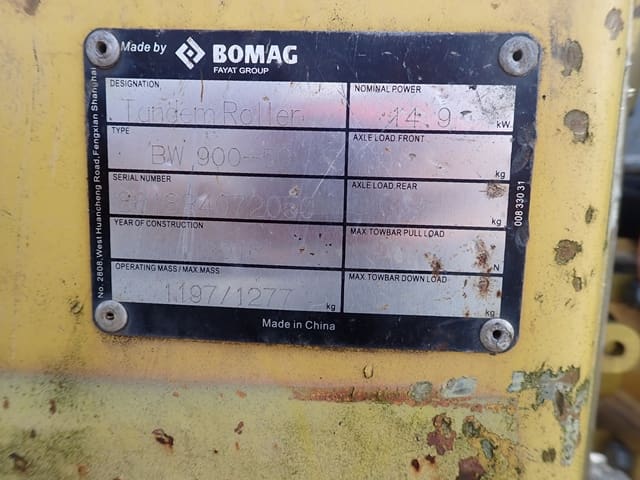 Made by BOMAG
FAYAT GROUP
DESIGNATION
Tandem Roller
NOMINAL POWER
14.9 kW
TYPE
BW 900-
AXLE LOAD FRONT
kg
SERIAL NUMBER
AXLE LOAD, REAR
kg
YEAR OF CONSTRUCTION
MAX. TOWBAR PULL LOAD
N
OPERATING MASS / MAX. MASS
1197/1277 kg
MAX. TOWBAR DOWN LOAD
kg
Made in China
No. 2808, West Huancheng Road, Fengxian Shanghai
008 330 31